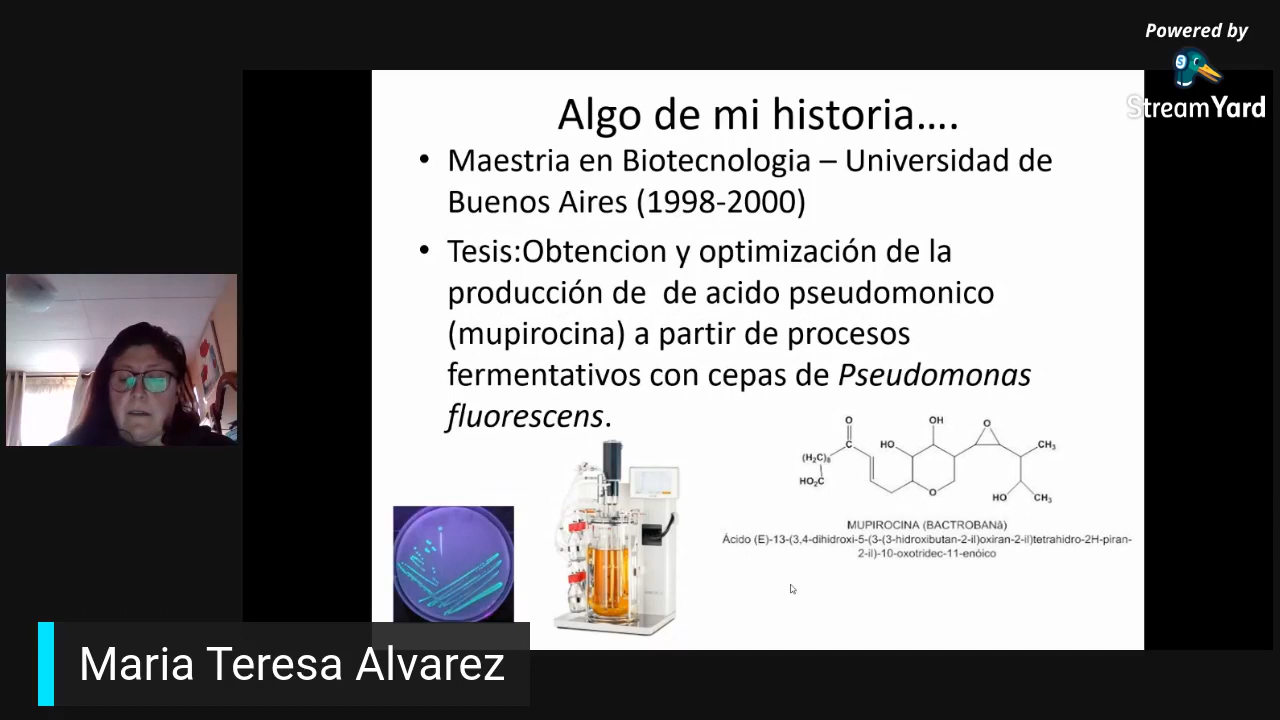 Powered by
StreamYard
Algo de mi historia....
• Maestria en Biotecnologia – Universidad de
Buenos Aires (1998-2000)
• Tesis:Obtencion y optimización de la
producción de  de acido pseudomonico
(mupirocina) a partir de procesos
fermentativos con cepas de Pseudomonas
fluorescens.
O
OH
C
HO
O
CH₃
(H₂C)₈
HO₂C
O
HO
CH₃
MUPIROCINA (BACTROBANâ)
Ácido (E)-13-(3,4-dihidroxi-5-(3-(3-hidroxibutan-2-il)oxiran-2-il)tetrahidro-2H-piran-
2-il)-10-oxotridec-11-enóico
Maria Teresa Alvarez